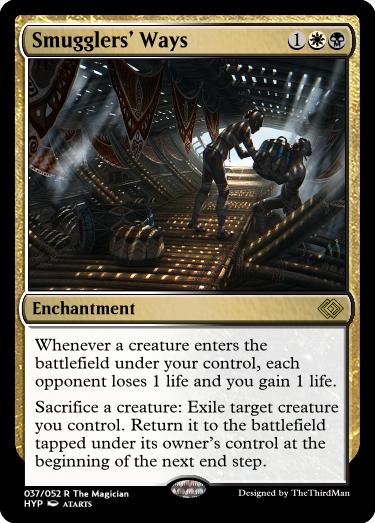 Smugglers' Ways 1
Enchantment
Whenever a creature enters the
battlefield under your control, each
opponent loses 1 life and you gain 1 life.
Sacrifice a creature: Exile target creature
you control. Return it to the battlefield
tapped under its owner's control at the
beginning of the next end step.
037/052 R The Magician
HYP ATARTS Designed by TheThirdMan